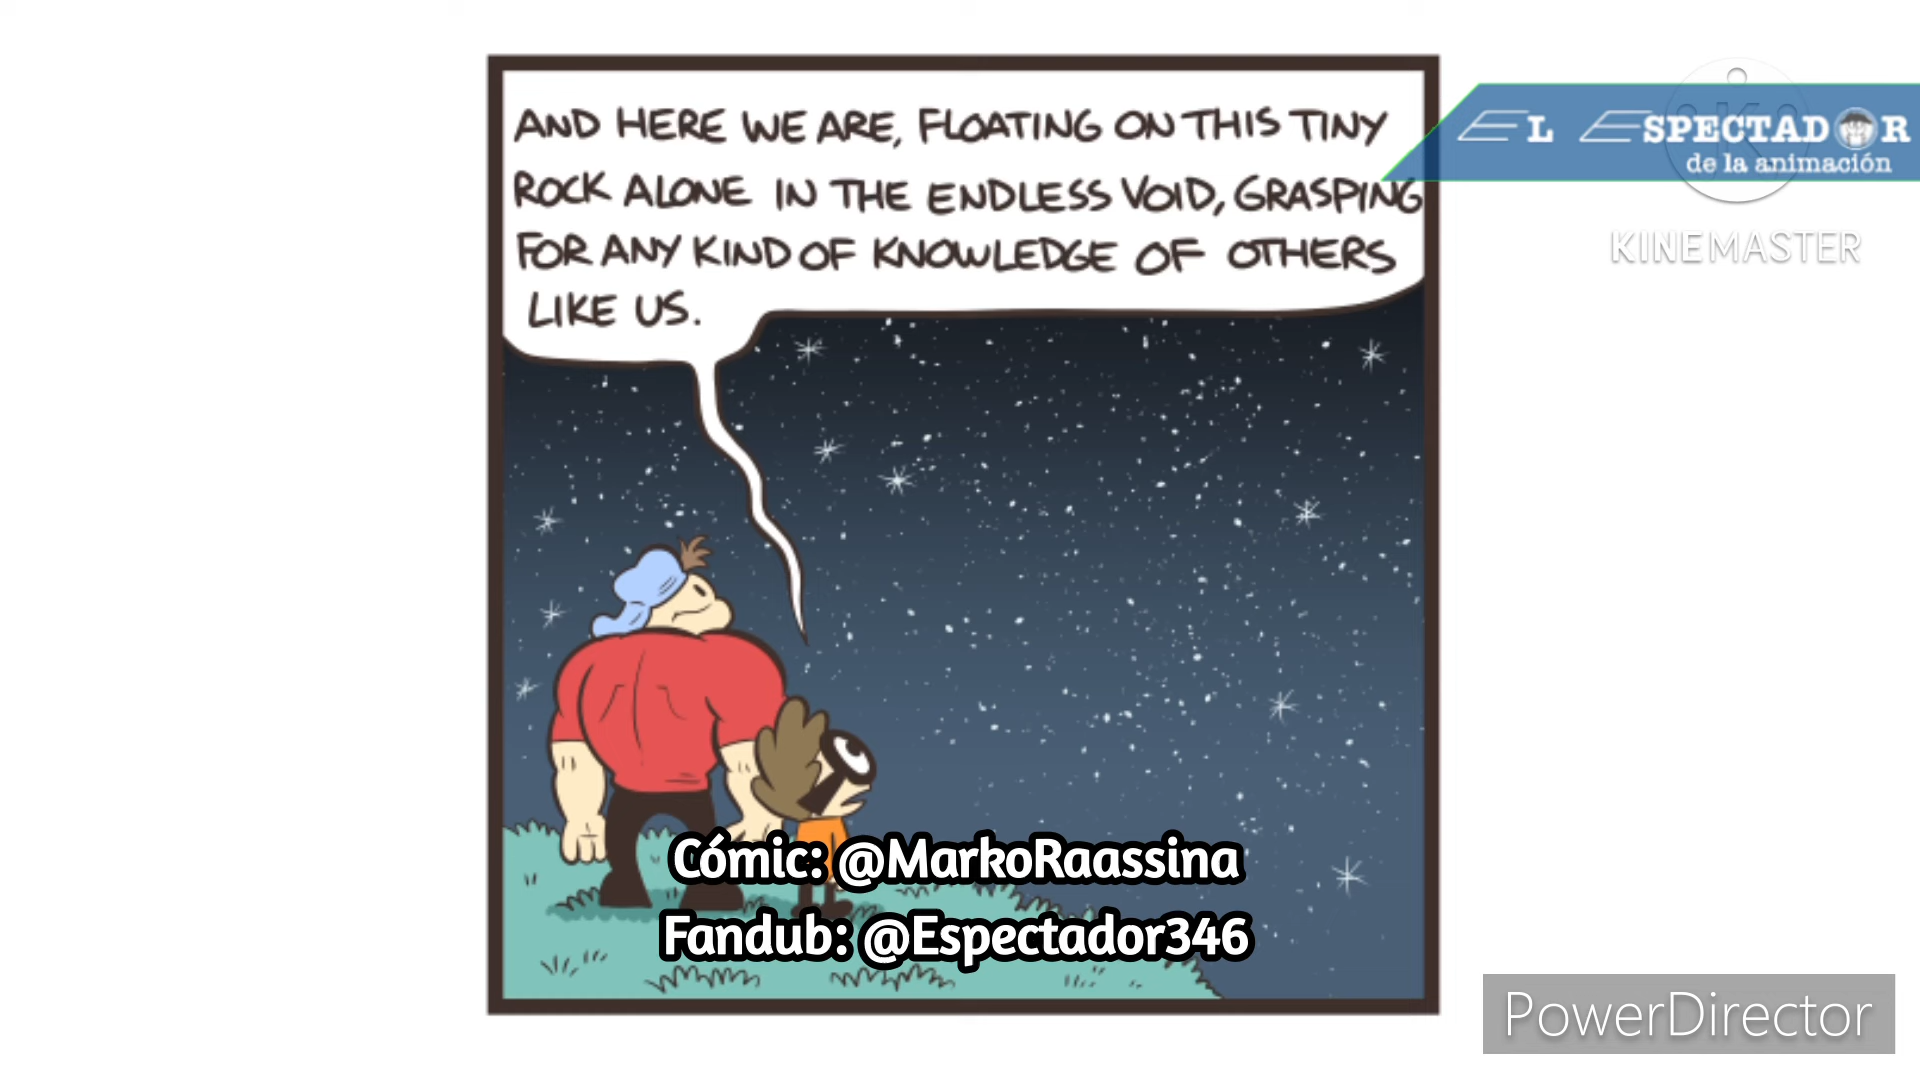 AND HERE WE ARE, FLOATING ON THIS TINY
ROCK ALONE IN THE ENDLESS VOID, GRASPING
FOR ANY KIND OF KNOWLEDGE OF OTHERS
LIKE US.
EL ESPECTADOR
de la animación
KINEMASTER
Cómic: @MarkoRaassina
Fandub: @Espectador346
PowerDirector